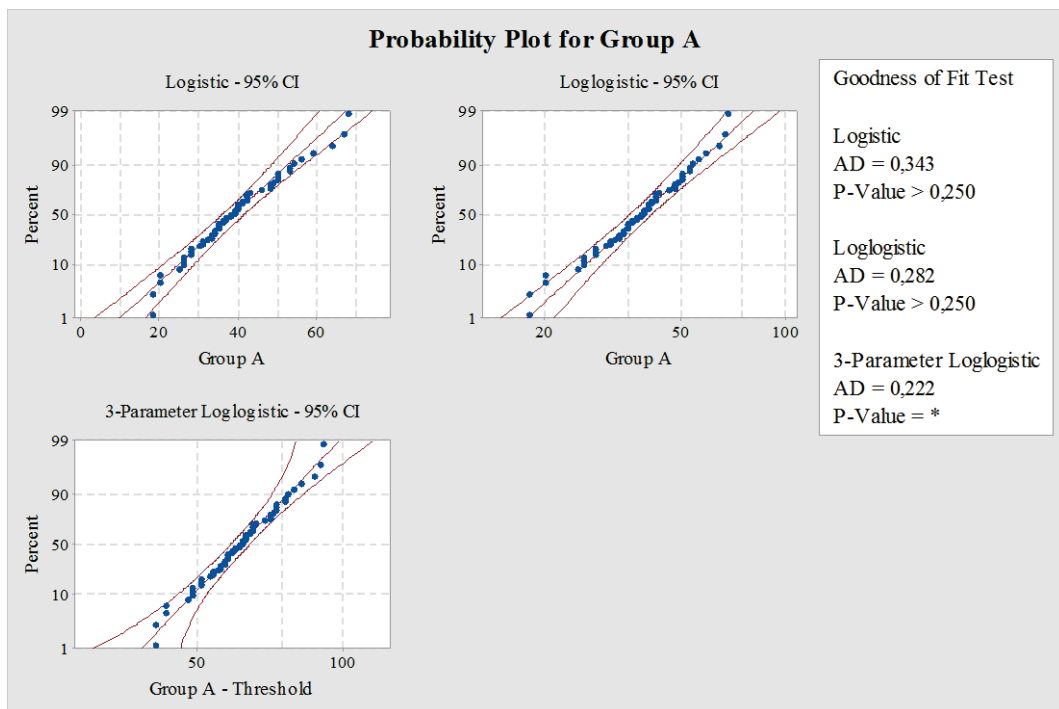 Probability Plot for Group A
Logistic - 95% CI
99
90
50
10
1
Percent
0
20
40
60
Group A
Loglogistic - 95% CI
99
90
50
10
1
Percent
20
50
100
Group A
3-Parameter Loglogistic - 95% CI
99
90
50
10
1
Percent
50
100
Group A - Threshold
Goodness of Fit Test
Logistic
AD = 0,343
P-Value > 0,250
Loglogistic
AD = 0,282
P-Value > 0,250
3-Parameter Loglogistic
AD = 0,222
P-Value = *